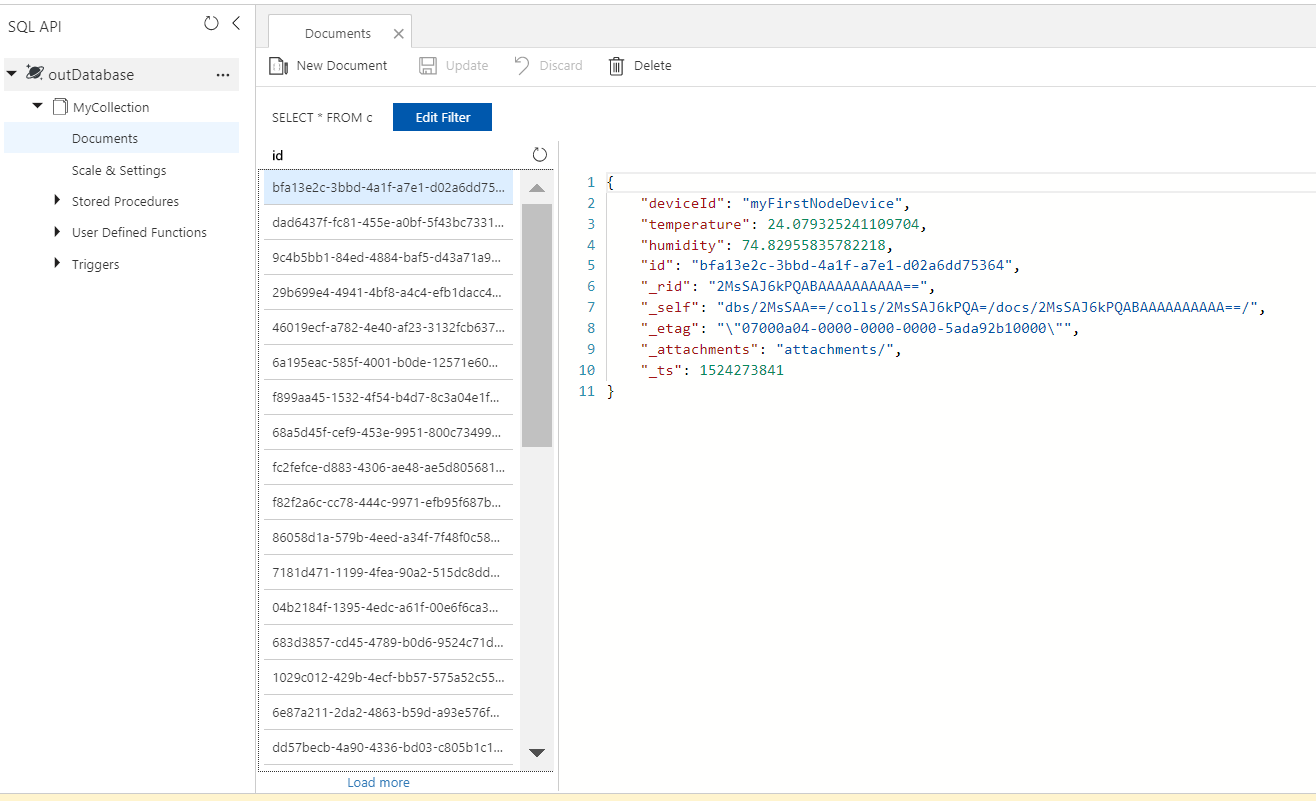 SQL API
outDatabase
MyCollection
Documents
Scale & Settings
Stored Procedures
User Defined Functions
Triggers
Documents
New Document Update Discard Delete
SELECT * FROM c Edit Filter
id
bfa13e2c-3bbd-4a1f-a7e1-d02a6dd75...
dad6437f-fc81-455e-a0bf-5f43bc7331...
9c4b5bb1-84ed-4884-baf5-d43a71a9...
29b699e4-4941-4bf8-a4c4-efb1dacc4...
46019ecf-a782-4e40-af23-3132fcb637...
6a195eac-585f-4001-b0de-12571e60...
f899aa45-1532-4f54-b4d7-8c3a04e1f...
68a5d45f-cef9-453e-9951-800c73499...
fc2fefce-d883-4306-ae48-ae5d805681...
f82f2a6c-cc78-444c-9971-efb95f687b...
86058d1a-579b-4eed-a34f-7f48f0c58...
7181d471-1199-4fea-90a2-515dc8dd...
04b2184f-1395-4edc-a61f-00e6f6ca3...
683d3857-cd45-4789-b0d6-9524c71d...
1029c012-429b-4ecf-bb57-575a52c55...
6e87a211-2da2-4863-b59d-a93e576f...
dd57becb-4a90-4336-bd03-c805b1c1...
Load more
1 {
2 "deviceId": "myFirstNodeDevice",
3 "temperature": 24.079325241109704,
4 "humidity": 74.82955835782218,
5 "id": "bfa13e2c-3bbd-4a1f-a7e1-d02a6dd75364",
6 "_rid": "2MsSAJ6kPQABAAAAAAAAAA==",
7 "_self": "dbs/2MsSAA==/colls/2MsSAJ6kPQA=/docs/2MsSAJ6kPQABAAAAAAAAAA==/",
8 "_etag": "\"07000a04-0000-0000-0000-5ada92b10000\"",
9 "_attachments": "attachments/",
10 "_ts": 1524273841
11 }